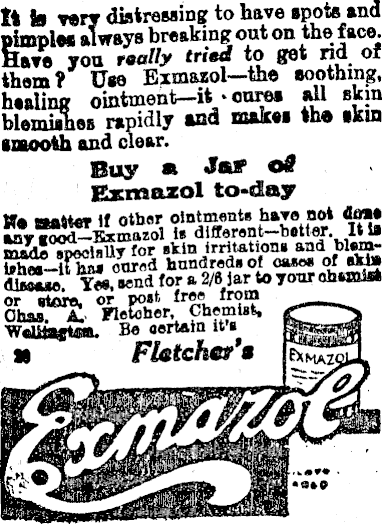 It is very distressing to have spots and
pimples always breaking out on the face.
Have you really tried to get rid of
them? Use Exmazol—the soothing,
healing ointment—it cures all skin
blemishes rapidly and makes the skin
smooth and clear.
Buy a Jar of
Exmazol to-day
No matter if other ointments have not done
any good—Exmazol is different—better. It is
made specially for skin irritations and blem-
ishes—it has cured hundreds of cases of skin
disease. Yes, send for a 2/6 jar to your chemist
or store, or post free from
Chas. A. Fletcher, Chemist,
Wellington. Be certain it's
Fletcher's
EXMAZOL
Exmazol